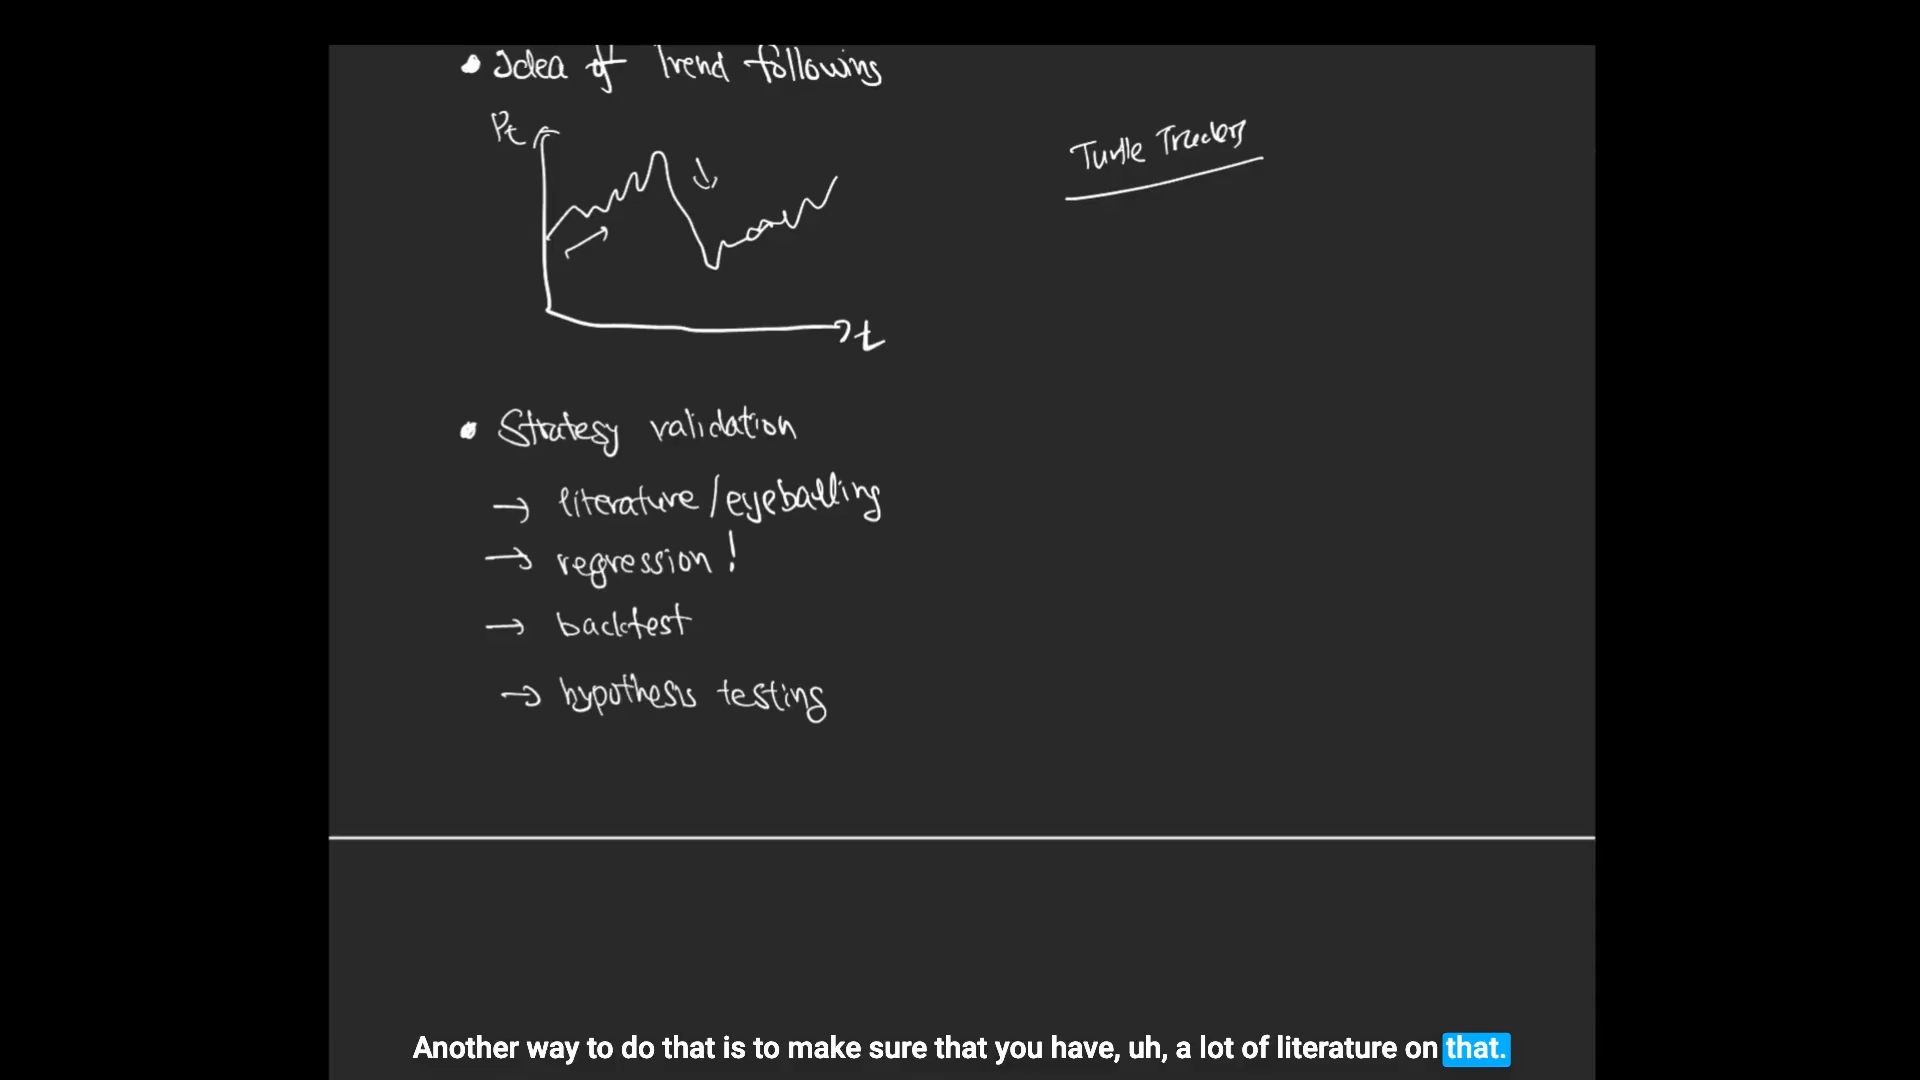 • Idea of Trend following
Pt
Turtle Traders
t
• Strategy validation
→ literature/eyeballing
→ regression!
→ backtest
→ hypothesis testing
Another way to do that is to make sure that you have, uh, a lot of literature on that.